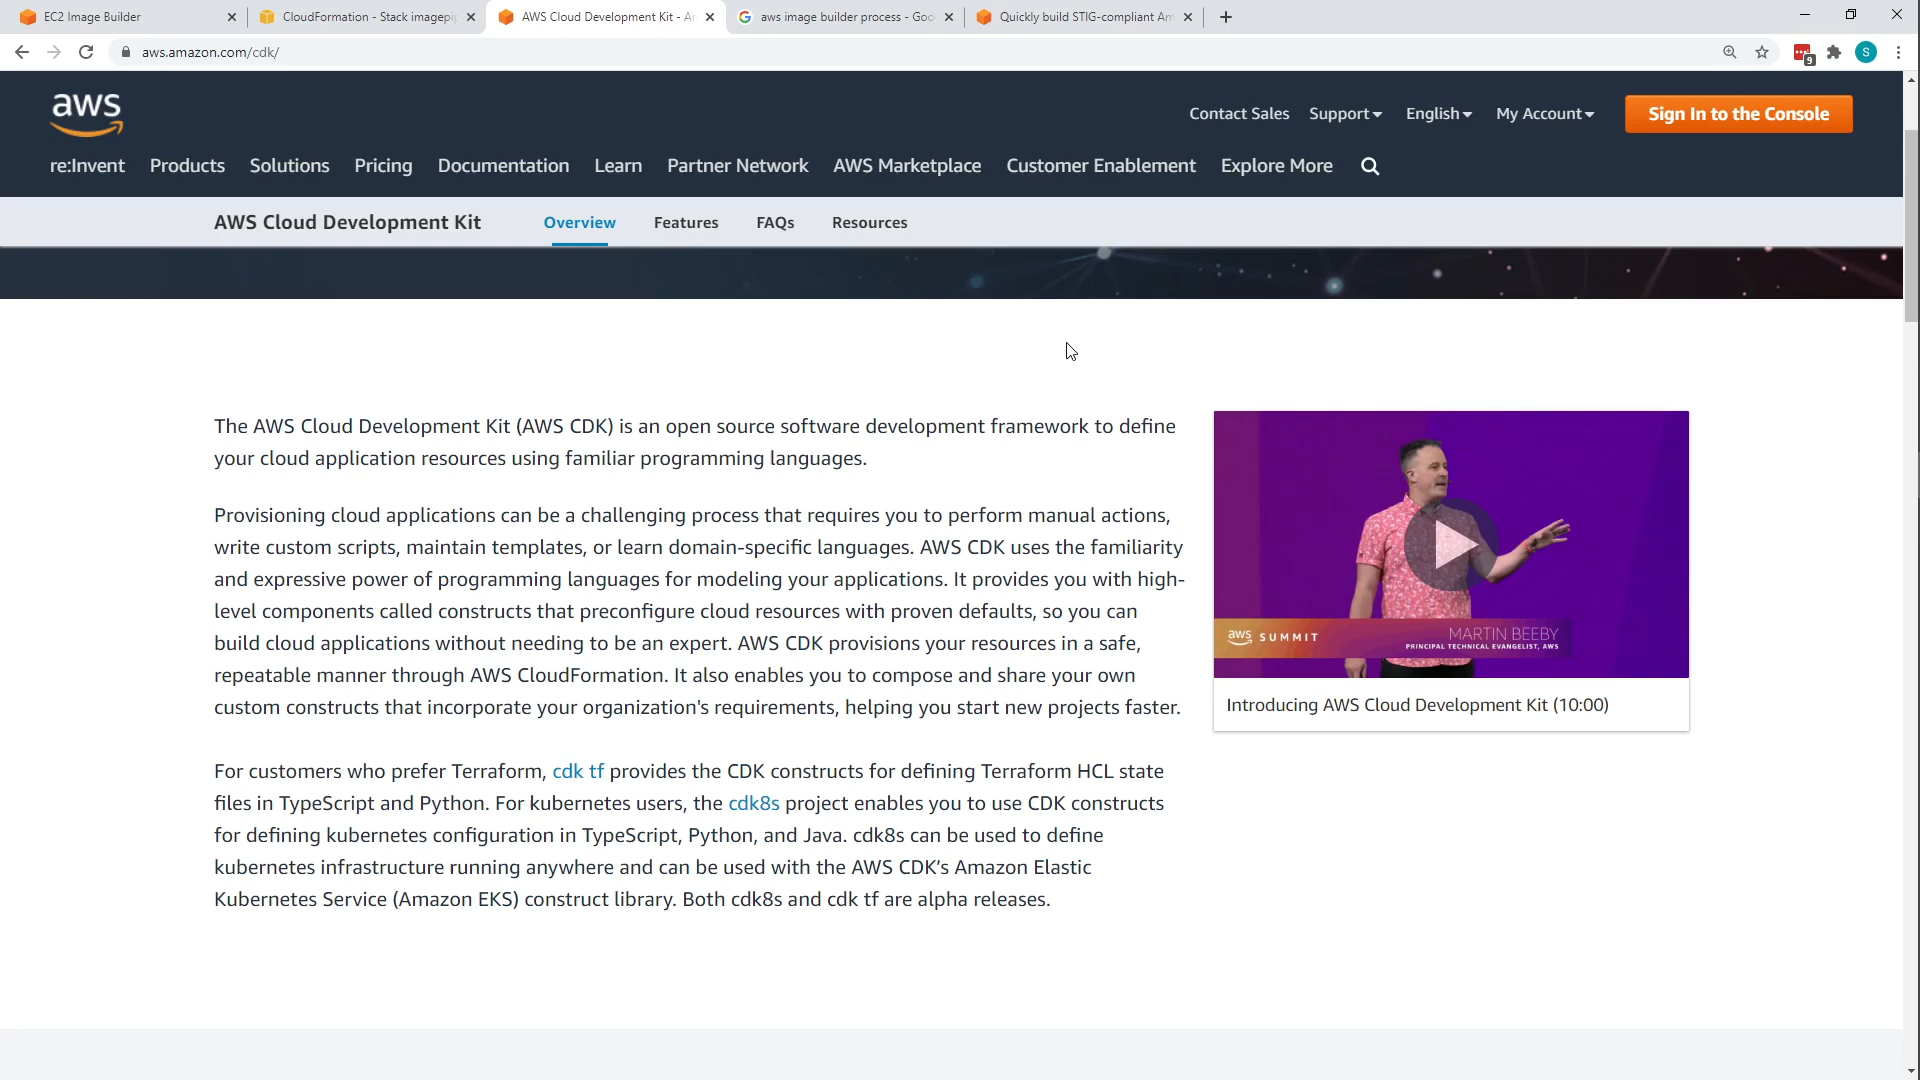 EC2 Image Builder
CloudFormation - Stack imagepip
AWS Cloud Development Kit - A
aws image builder process - Goo
Quickly build STIG-compliant Am
aws.amazon.com/cdk/
9
S
aws
Contact Sales
Support
English
My Account
Sign In to the Console
re:Invent
Products
Solutions
Pricing
Documentation
Learn
Partner Network
AWS Marketplace
Customer Enablement
Explore More
AWS Cloud Development Kit
Overview
Features
FAQs
Resources
The AWS Cloud Development Kit (AWS CDK) is an open source software development framework to define
your cloud application resources using familiar programming languages.
Provisioning cloud applications can be a challenging process that requires you to perform manual actions,
write custom scripts, maintain templates, or learn domain-specific languages. AWS CDK uses the familiarity
and expressive power of programming languages for modeling your applications. It provides you with high-
level components called constructs that preconfigure cloud resources with proven defaults, so you can
build cloud applications without needing to be an expert. AWS CDK provisions your resources in a safe,
repeatable manner through AWS CloudFormation. It also enables you to compose and share your own
custom constructs that incorporate your organization's requirements, helping you start new projects faster.
For customers who prefer Terraform, cdk tf provides the CDK constructs for defining Terraform HCL state
files in TypeScript and Python. For kubernetes users, the cdk8s project enables you to use CDK constructs
for defining kubernetes configuration in TypeScript, Python, and Java. cdk8s can be used to define
kubernetes infrastructure running anywhere and can be used with the AWS CDK’s Amazon Elastic
Kubernetes Service (Amazon EKS) construct library. Both cdk8s and cdk tf are alpha releases.
aws SUMMIT
MARTIN BEEBY
PRINCIPAL TECHNICAL EVANGELIST, AWS
Introducing AWS Cloud Development Kit (10:00)